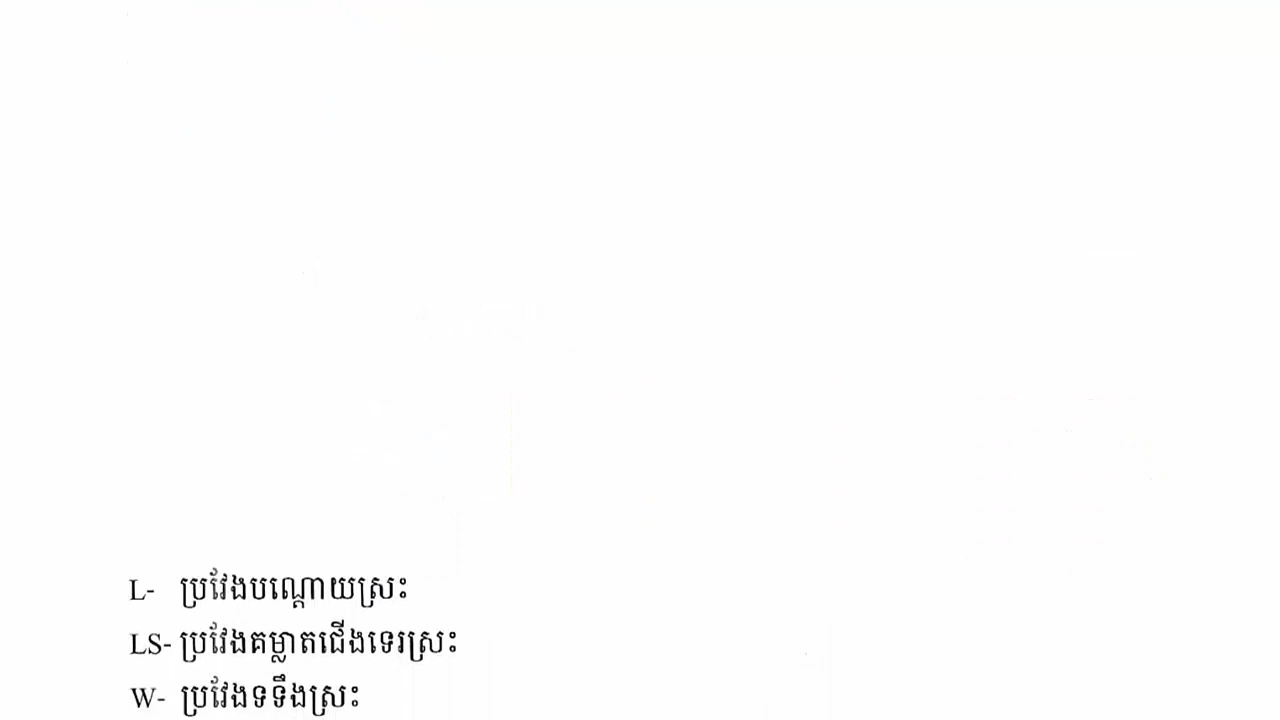 L- ប្រវែងបណ្ដោយស្រះ
LS- ប្រវែងគម្លាតជើងទេរស្រះ
W- ប្រវែងទទឹងស្រះ